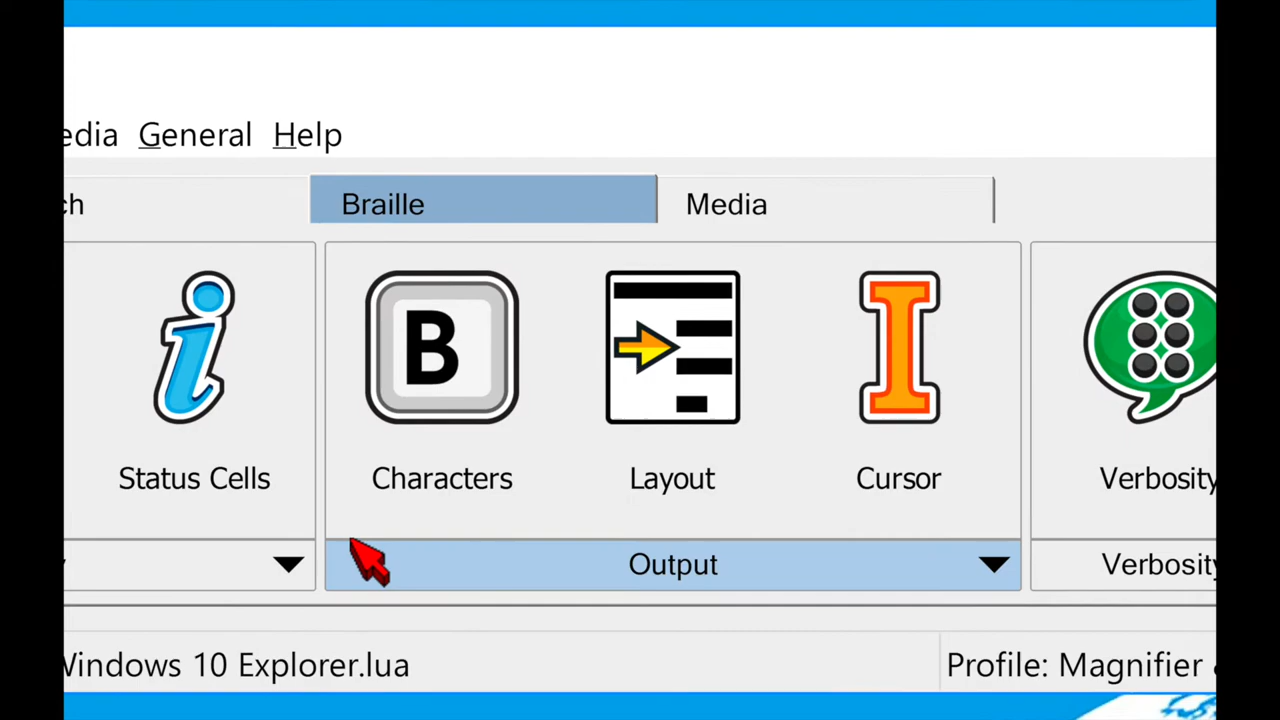 edia General Help
ch Braille Media
B
Status Cells Characters Layout Cursor Verbosity
Output Verbosity
Windows 10 Explorer.lua Profile: Magnifier